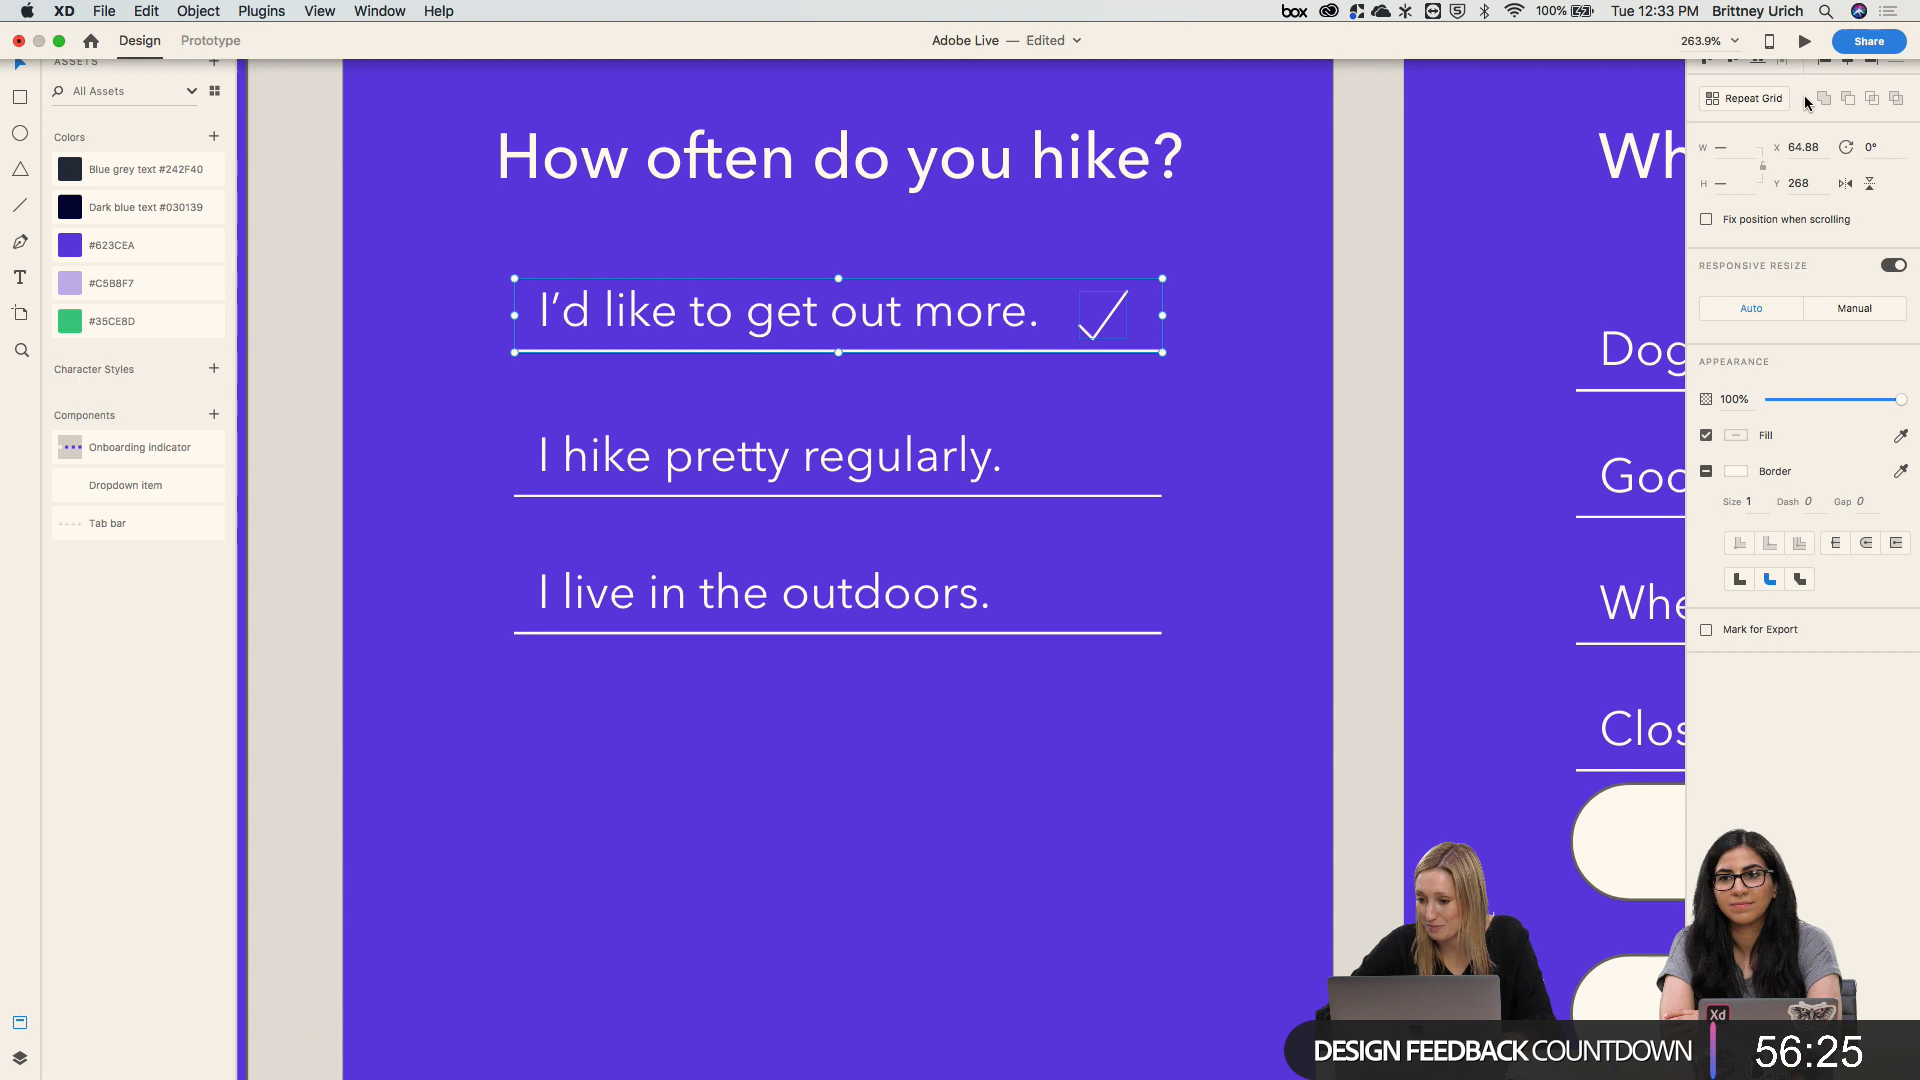 XD File Edit Object Plugins View Window Help
box 100% Tue 12:33 PM Brittney Urich
Design Prototype
Adobe Live — Edited
263.9%
Share
ASSETS
All Assets
Colors
Blue grey text #242F40
Dark blue text #030139
#623CEA
#C5B8F7
#35CE8D
Character Styles
Components
Onboarding indicator
Dropdown item
Tab bar
How often do you hike?
I’d like to get out more.
I hike pretty regularly.
I live in the outdoors.
Wh
Dog
Goo
Whe
Clos
Repeat Grid
W — X 64.88 0°
H — Y 268
Fix position when scrolling
RESPONSIVE RESIZE
Auto Manual
APPEARANCE
100%
Fill
Border
Size 1 Dash 0 Gap 0
Mark for Export
Xd
DESIGN FEEDBACK COUNTDOWN 56:25